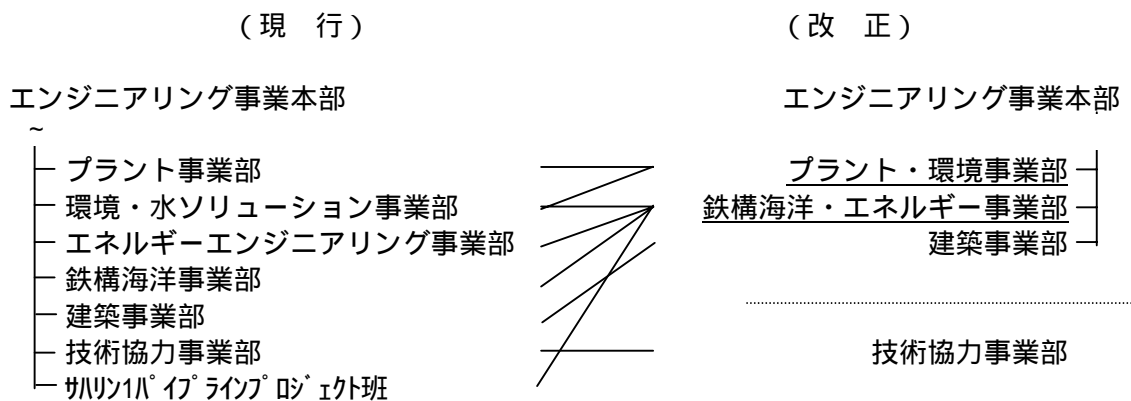 （現　行）　　　　　　　　　　（改　正）
エンジニアリング事業本部　　　　　　　　　　エンジニアリング事業本部
~
プラント事業部　　　　　　　　　　プラント・環境事業部
環境・水ソリューション事業部　　　　　　　　　　鉄構海洋・エネルギー事業部
エネルギーエンジニアリング事業部　　　　　　　　　　建築事業部
鉄構海洋事業部
建築事業部
技術協力事業部　　　　　　　　　　技術協力事業部
ｻﾊﾘﾝ1ﾊﾟｲﾌﾟﾗｲﾝﾌﾟﾛｼﾞｪｸﾄ班